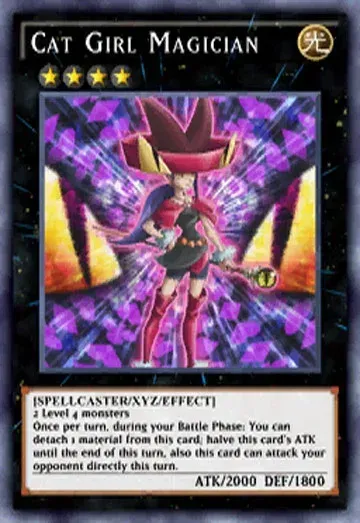 CAT GIRL MAGICIAN
光
[SPELLCASTER/XYZ/EFFECT]
2 Level 4 monsters
Once per turn, during your Battle Phase: You can
detach 1 material from this card; halve this card's ATK
until the end of this turn, also this card can attack your
opponent directly this turn.
ATK/2000 DEF/1800